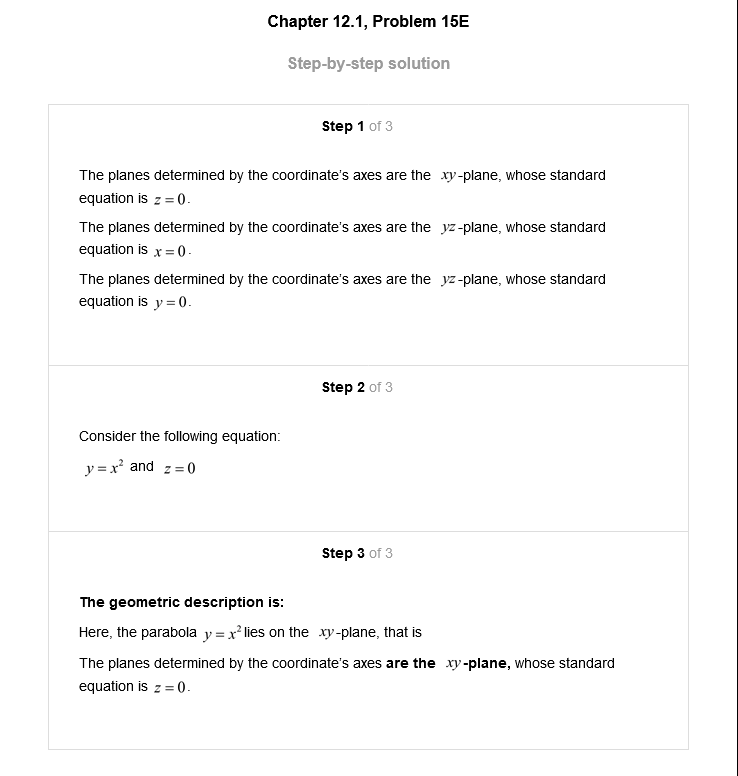 Chapter 12.1, Problem 15E
Step-by-step solution
Step 1 of 3
The planes determined by the coordinate's axes are the xy-plane, whose standard
equation is z = 0.
The planes determined by the coordinate's axes are the yz-plane, whose standard
equation is x = 0.
The planes determined by the coordinate's axes are the yz-plane, whose standard
equation is y = 0.
Step 2 of 3
Consider the following equation:
y = x² and z = 0
Step 3 of 3
The geometric description is:
Here, the parabola y = x² lies on the xy-plane, that is
The planes determined by the coordinate's axes are the xy-plane, whose standard
equation is z = 0.